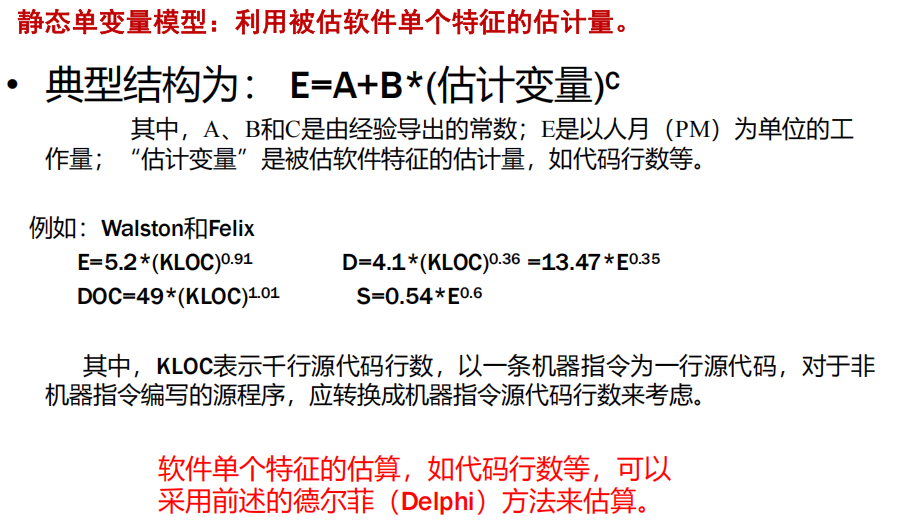 静态单变量模型：利用被估软件单个特征的估计量。
• 典型结构为： E=A+B*(估计变量)ᶜ
其中，A、B和C是由经验导出的常数；E是以人月（PM）为单位的工
作量；“估计变量”是被估软件特征的估计量，如代码行数等。
例如：Walston和Felix
E=5.2*(KLOC)⁰·⁹¹ D=4.1*(KLOC)⁰·³⁶ =13.47*E⁰·³⁵
DOC=49*(KLOC)¹·⁰¹ S=0.54*E⁰·⁶
其中，KLOC表示千行源代码行数，以一条机器指令为一行源代码，对于非
机器指令编写的源程序，应转换成机器指令源代码行数来考虑。
软件单个特征的估算，如代码行数等，可以
采用前述的德尔菲（Delphi）方法来估算。